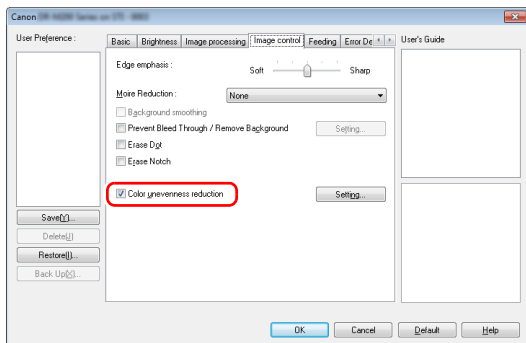 Canon
User Preference :
Basic Brightness Image processing Image control Feeding Error De
User's Guide
Edge emphasis :
Soft
Sharp
Moire Reduction :
None
Background smoothing
Prevent Bleed Through / Remove Background
Setting...
Erase Dot
Erase Notch
Color unevenness reduction
Setting...
Save(Y)...
Delete(J)
Restore(I)...
Back Up(X)...
OK
Cancel
Default
Help